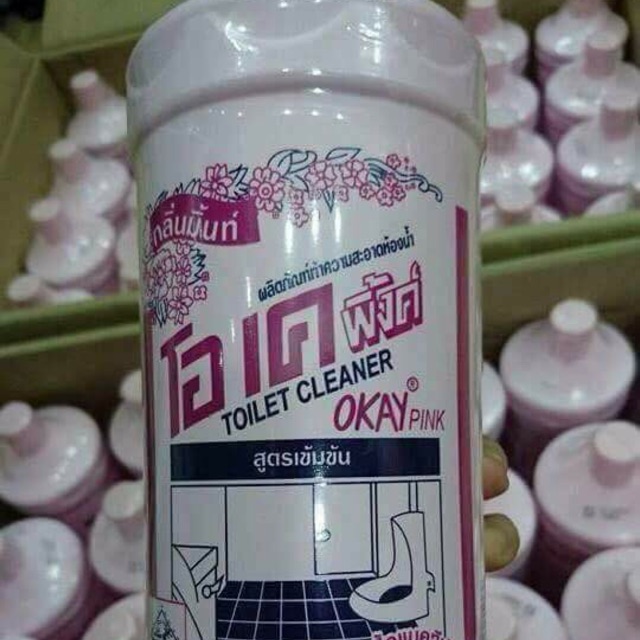 กลิ่นมิ้นท์
ผลิตภัณฑ์ทำความสะอาดห้องน้ำ
โอเค พิ้งค์
TOILET CLEANER
OKAY® PINK
สูตรเข้มข้น